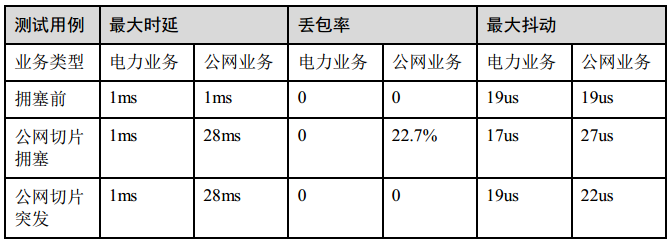 测试用例 最大时延 丢包率 最大抖动
业务类型 电力业务 公网业务 电力业务 公网业务 电力业务 公网业务
拥塞前 1ms 1ms 0 0 19us 19us
公网切片 1ms 28ms 0 22.7% 17us 27us
拥塞
公网切片 1ms 28ms 0 0 19us 22us
突发